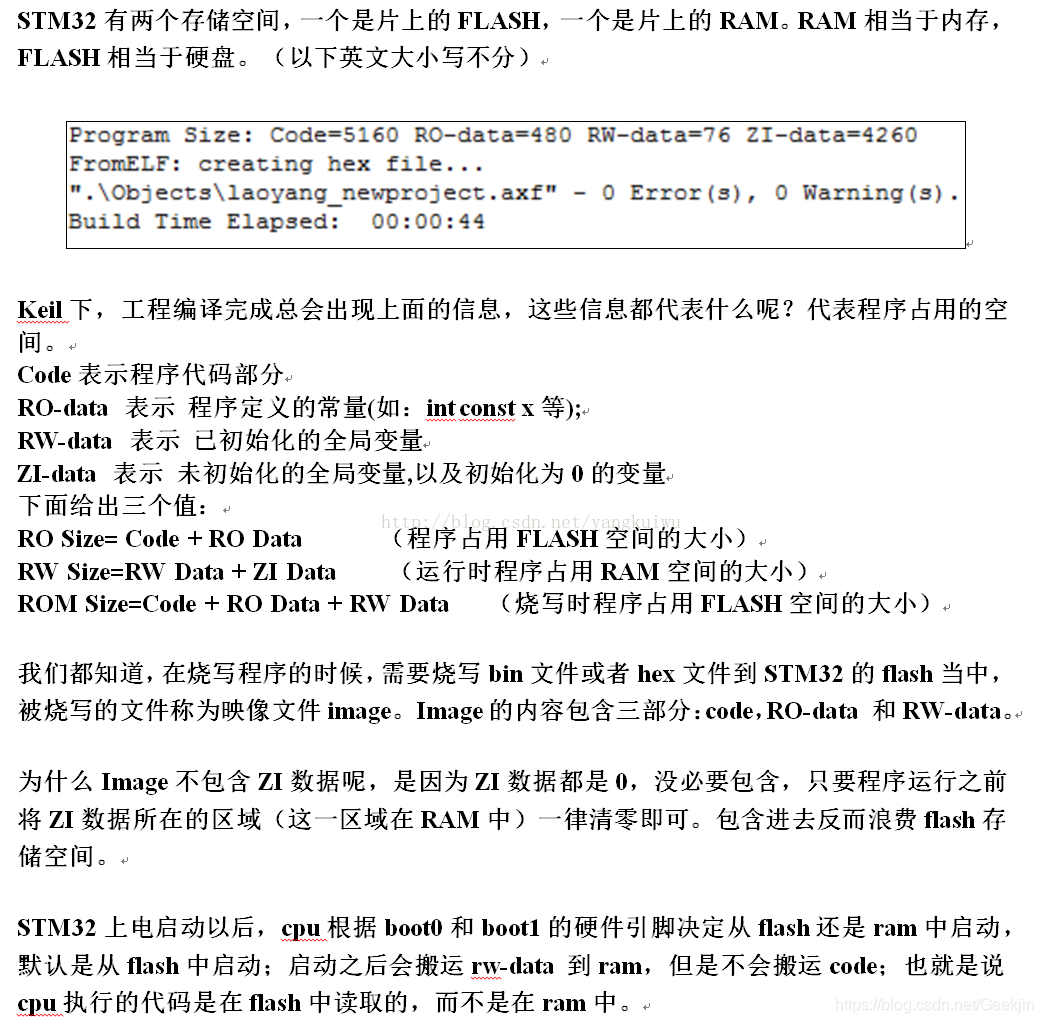 STM32 有两个存储空间，一个是片上的 FLASH，一个是片上的 RAM。RAM 相当于内存，
FLASH 相当于硬盘。（以下英文大小写不分）
Program Size: Code=5160 RO-data=480 RW-data=76 ZI-data=4260
FromELF: creating hex file...
".\Objects\laoyang_newproject.axf" - 0 Error(s), 0 Warning(s).
Build Time Elapsed:  00:00:44
Keil 下，工程编译完成总会出现上面的信息，这些信息都代表什么呢？代表程序占用的空
间。
Code 表示程序代码部分
RO-data 表示 程序定义的常量(如：int const x 等);
RW-data 表示 已初始化的全局变量
ZI-data 表示 未初始化的全局变量,以及初始化为 0 的变量
下面给出三个值：
http://blog.csdn.net/yangkuiwu
RO Size= Code + RO Data （程序占用 FLASH 空间的大小）
RW Size=RW Data + ZI Data （运行时程序占用 RAM 空间的大小）
ROM Size=Code + RO Data + RW Data （烧写时程序占用 FLASH 空间的大小）
我们都知道，在烧写程序的时候，需要烧写 bin 文件或者 hex 文件到 STM32 的 flash 当中，
被烧写的文件称为映像文件 image。Image 的内容包含三部分：code，RO-data 和 RW-data。
为什么 Image 不包含 ZI 数据呢，是因为 ZI 数据都是 0，没必要包含，只要程序运行之前
将 ZI 数据所在的区域（这一区域在 RAM 中）一律清零即可。包含进去反而浪费 flash 存
储空间。
STM32 上电启动以后，cpu 根据 boot0 和 boot1 的硬件引脚决定从 flash 还是 ram 中启动，
默认是从 flash 中启动；启动之后会搬运 rw-data 到 ram，但是不会搬运 code；也就是说
cpu 执行的代码是在 flash 中读取的，而不是在 ram 中。
https://blog.csdn.net/Geekjin